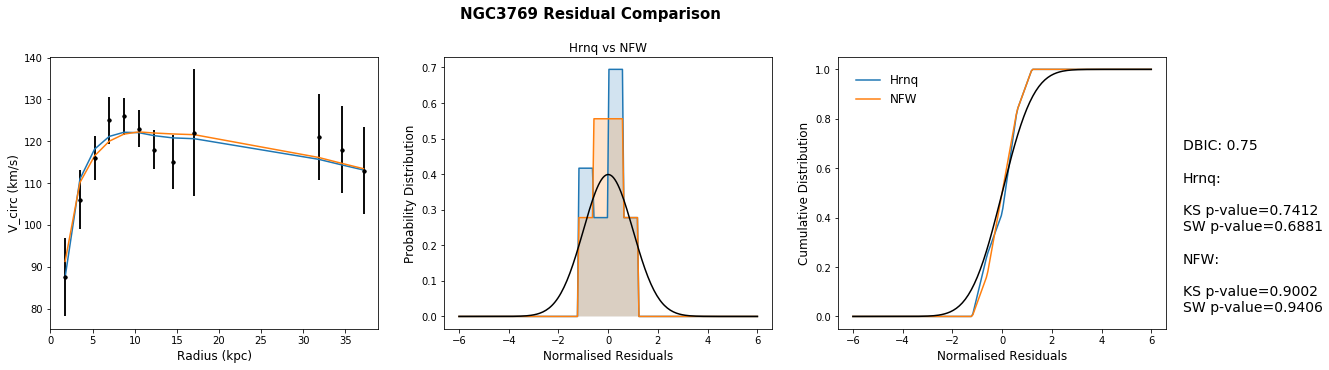 NGC3769 Residual Comparison
V_circ (km/s)
140
130
120
110
100
90
80
0 5 10 15 20 25 30 35
Radius (kpc)
Hrnq vs NFW
Probability Distribution
0.7
0.6
0.5
0.4
0.3
0.2
0.1
0.0
−6 −4 −2 0 2 4 6
Normalised Residuals
Cumulative Distribution
1.0
0.8
0.6
0.4
0.2
0.0
Hrnq
NFW
−6 −4 −2 0 2 4 6
Normalised Residuals
DBIC: 0.75
Hrnq:
KS p-value=0.7412
SW p-value=0.6881
NFW:
KS p-value=0.9002
SW p-value=0.9406